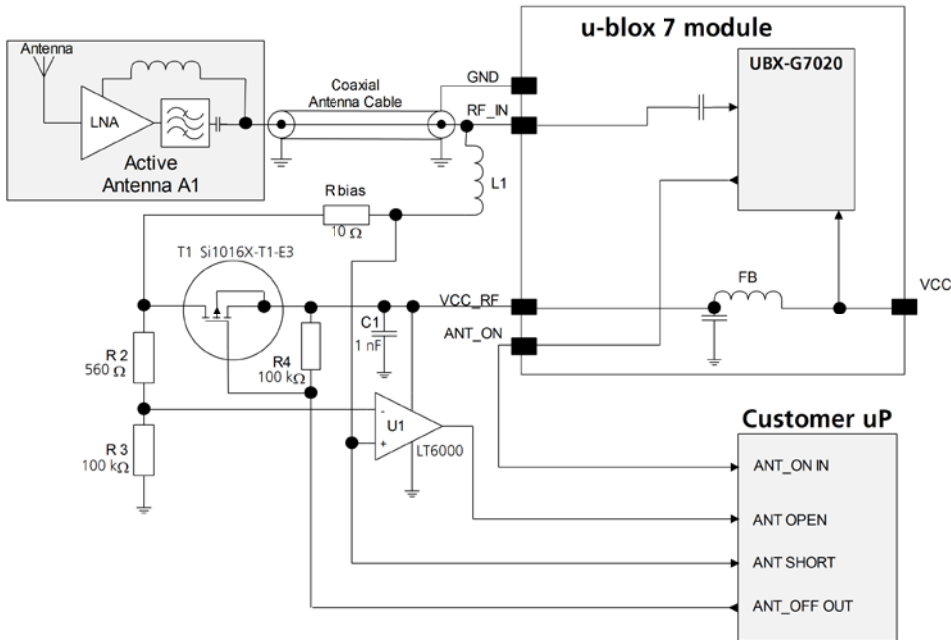 u-blox 7 module
UBX-G7020
Antenna
LNA
Active
Antenna A1
Coaxial
Antenna Cable
GND
RF_IN
L1
R bias
10 Ω
T1 Si1016X-T1-E3
VCC_RF
ANT_ON
FB
VCC
C1
1 nF
R 2
560 Ω
R4
100 kΩ
R 3
100 kΩ
-
+
U1
LT6000
Customer uP
ANT_ON IN
ANT OPEN
ANT SHORT
ANT_OFF OUT